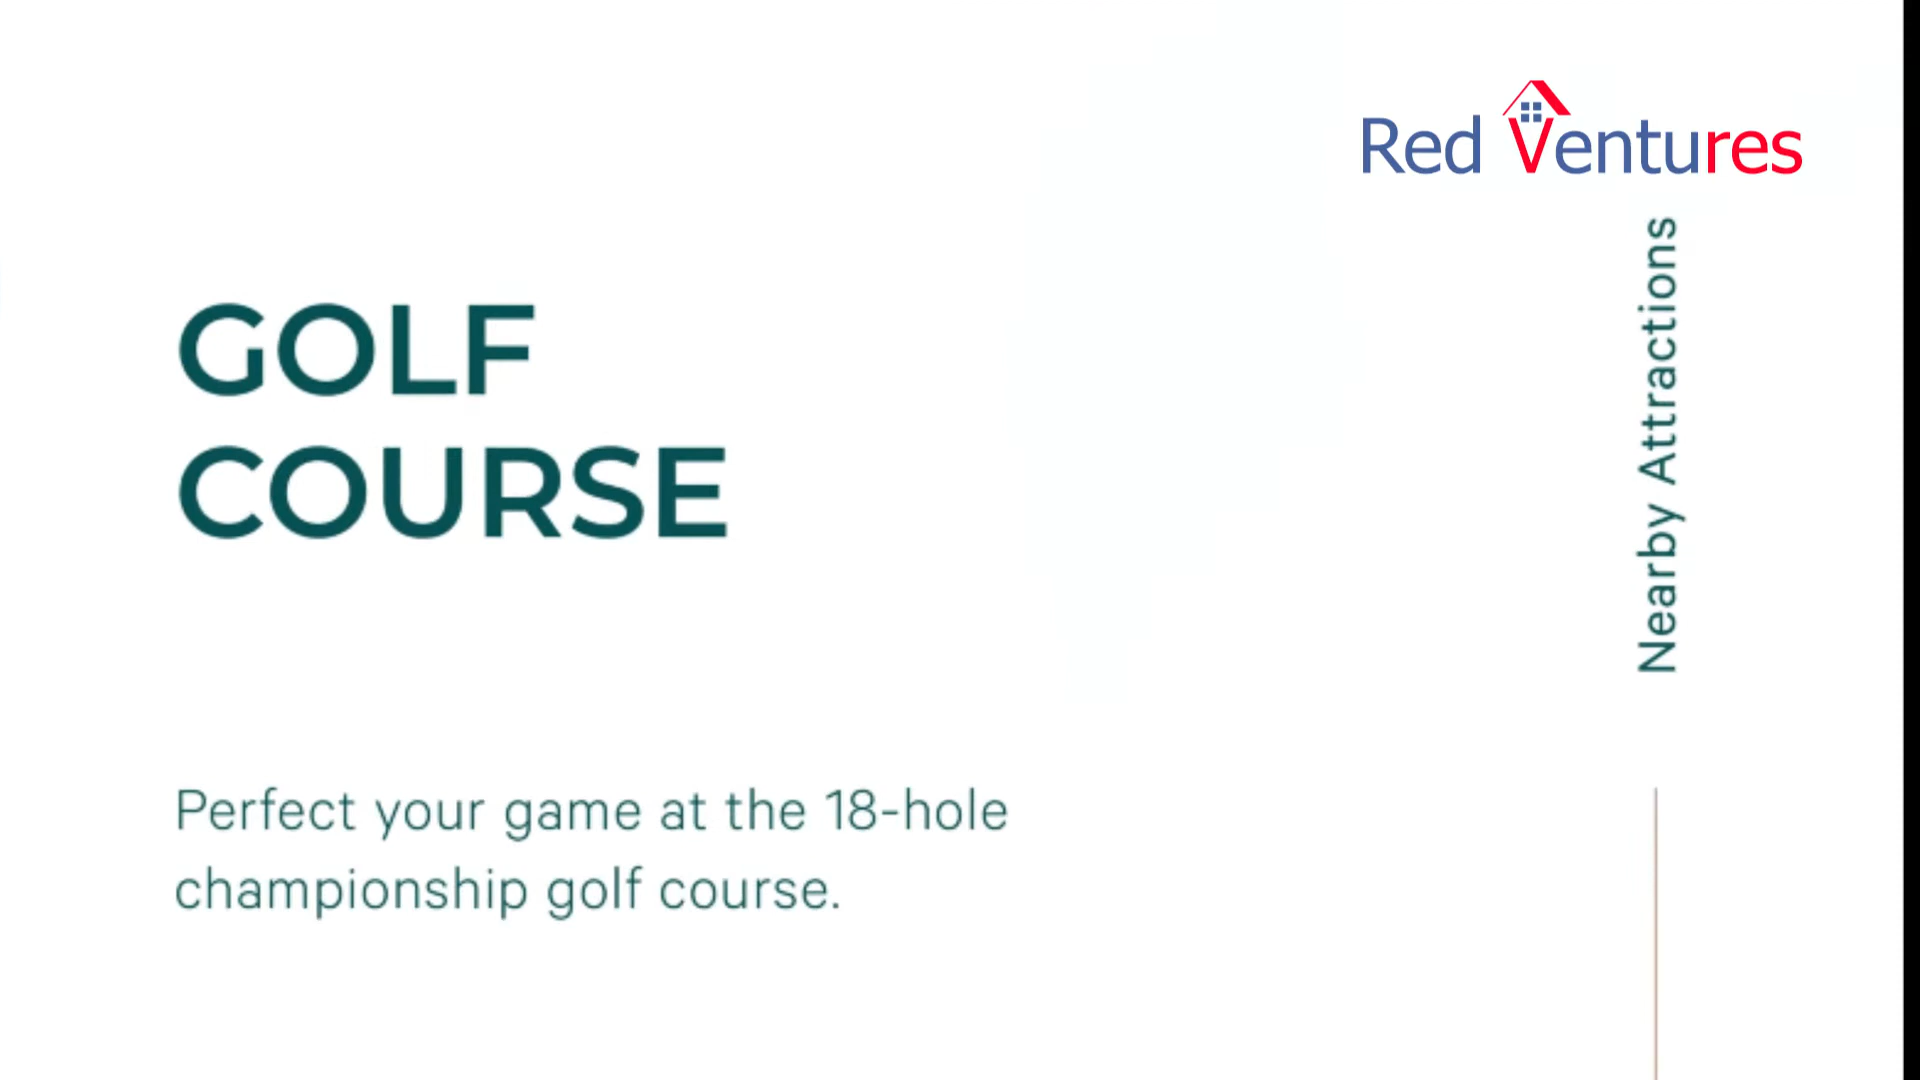 Red Ventures
Nearby Attractions
GOLF
COURSE
Perfect your game at the 18-hole
championship golf course.